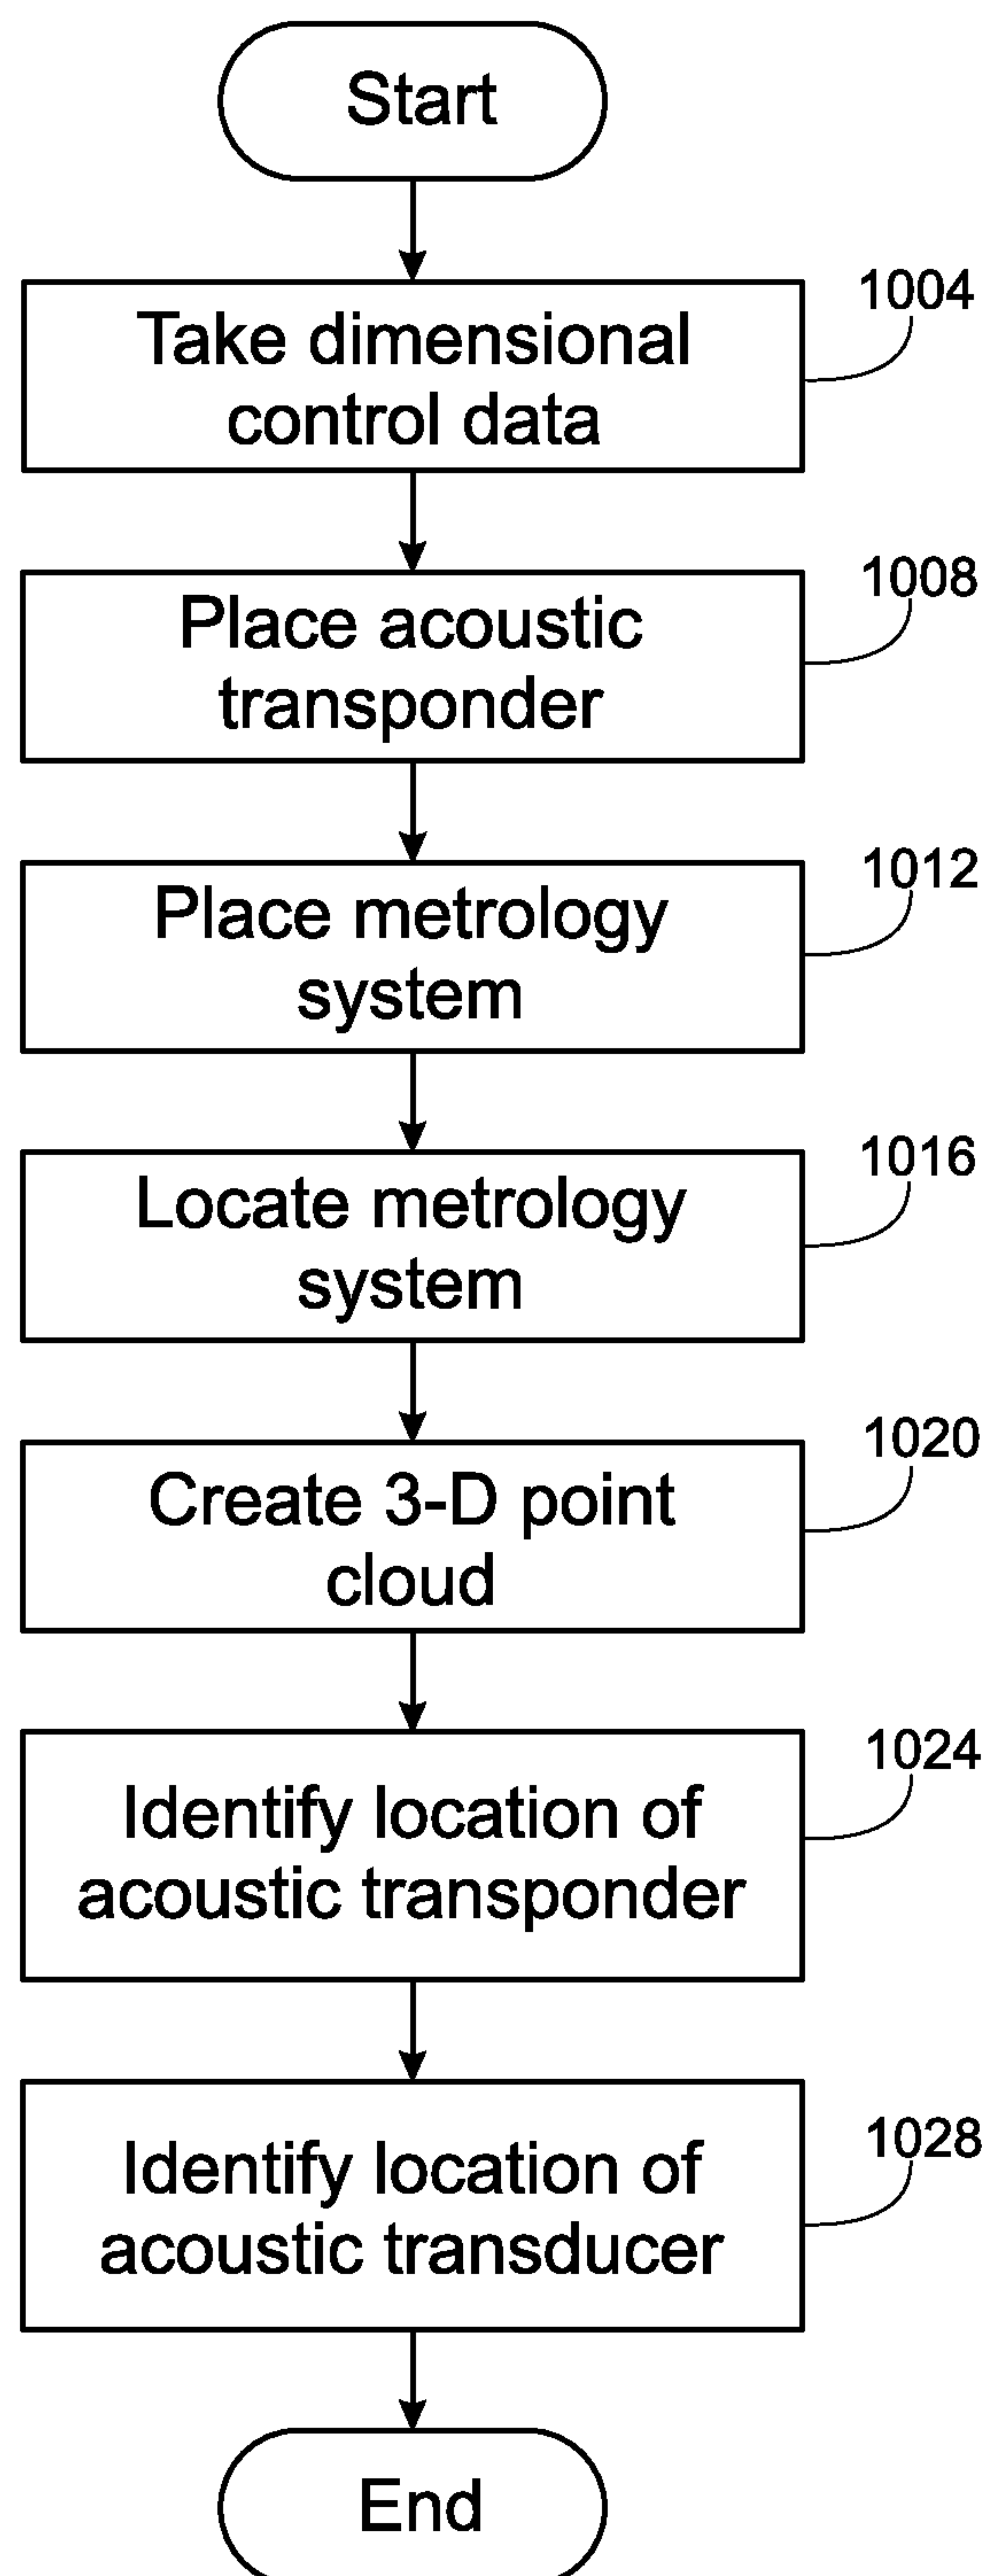 Start
1004
Take dimensional
control data
1008
Place acoustic
transponder
1012
Place metrology
system
1016
Locate metrology
system
1020
Create 3-D point
cloud
1024
Identify location of
acoustic transponder
1028
Identify location of
acoustic transducer
End